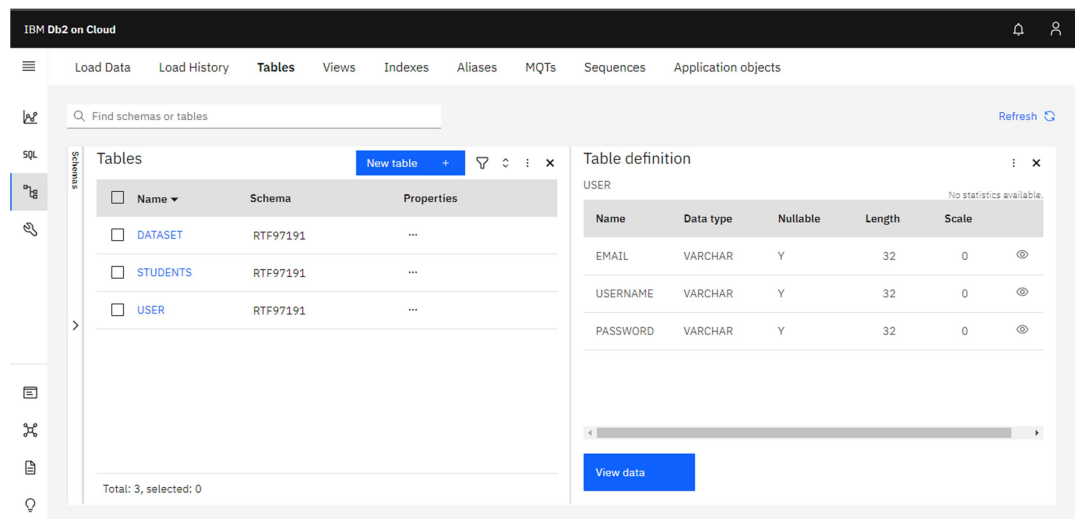 IBM Db2 on Cloud
Load Data Load History Tables Views Indexes Aliases MQTs Sequences Application objects
Find schemas or tables
Refresh
SQL
Schemas
Tables
New table +
Name Schema Properties
DATASET RTF97191 ...
STUDENTS RTF97191 ...
USER RTF97191 ...
Total: 3, selected: 0
Table definition
USER
No statistics available.
Name Data type Nullable Length Scale
EMAIL VARCHAR Y 32 0
USERNAME VARCHAR Y 32 0
PASSWORD VARCHAR Y 32 0
View data